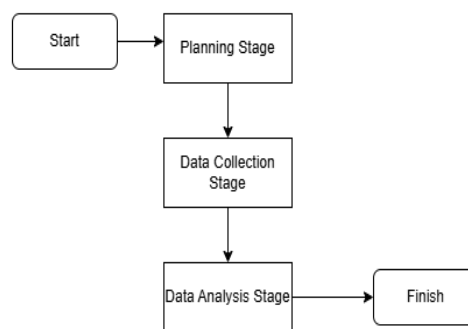 Start
Planning Stage
Data Collection
Stage
Data Analysis Stage
Finish